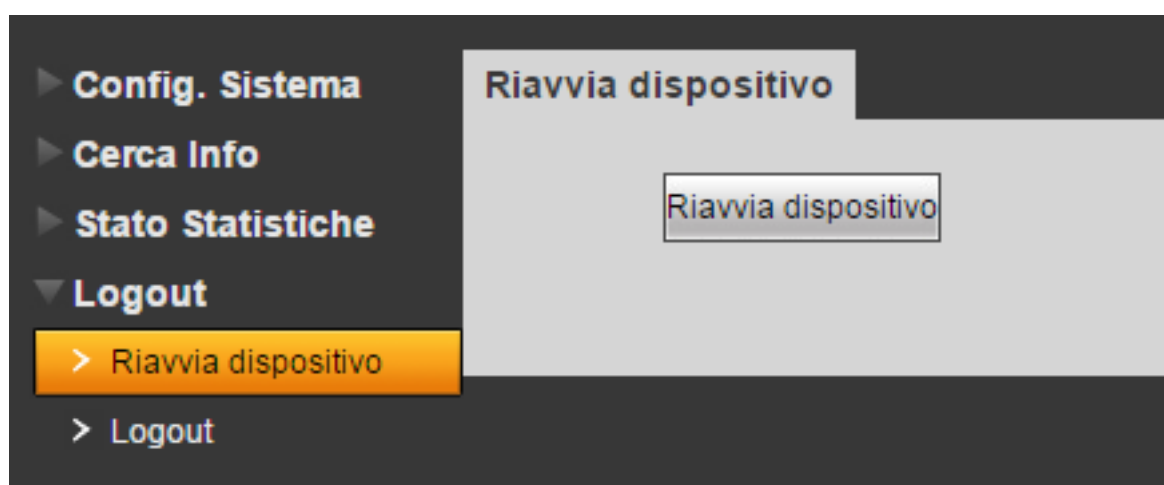 Config. Sistema
Cerca Info
Stato Statistiche
Logout
Riavvia dispositivo
Logout
Riavvia dispositivo
Riavvia dispositivo